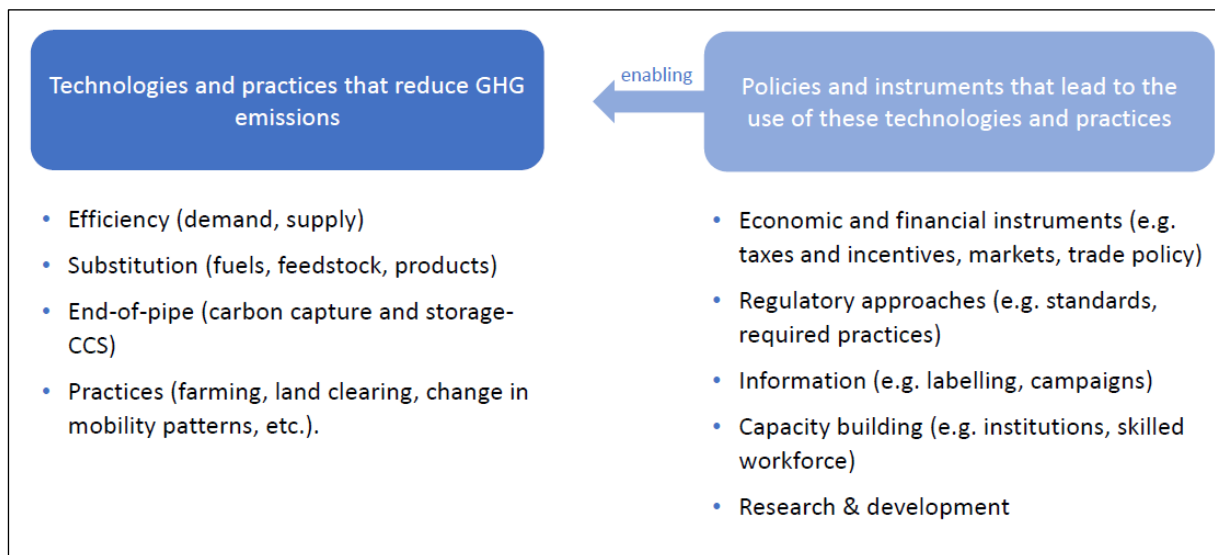 Technologies and practices that reduce GHG
emissions
enabling
Policies and instruments that lead to the
use of these technologies and practices
• Efficiency (demand, supply)
• Substitution (fuels, feedstock, products)
• End-of-pipe (carbon capture and storage-
CCS)
• Practices (farming, land clearing, change in
mobility patterns, etc.).
• Economic and financial instruments (e.g.
taxes and incentives, markets, trade policy)
• Regulatory approaches (e.g. standards,
required practices)
• Information (e.g. labelling, campaigns)
• Capacity building (e.g. institutions, skilled
workforce)
• Research & development